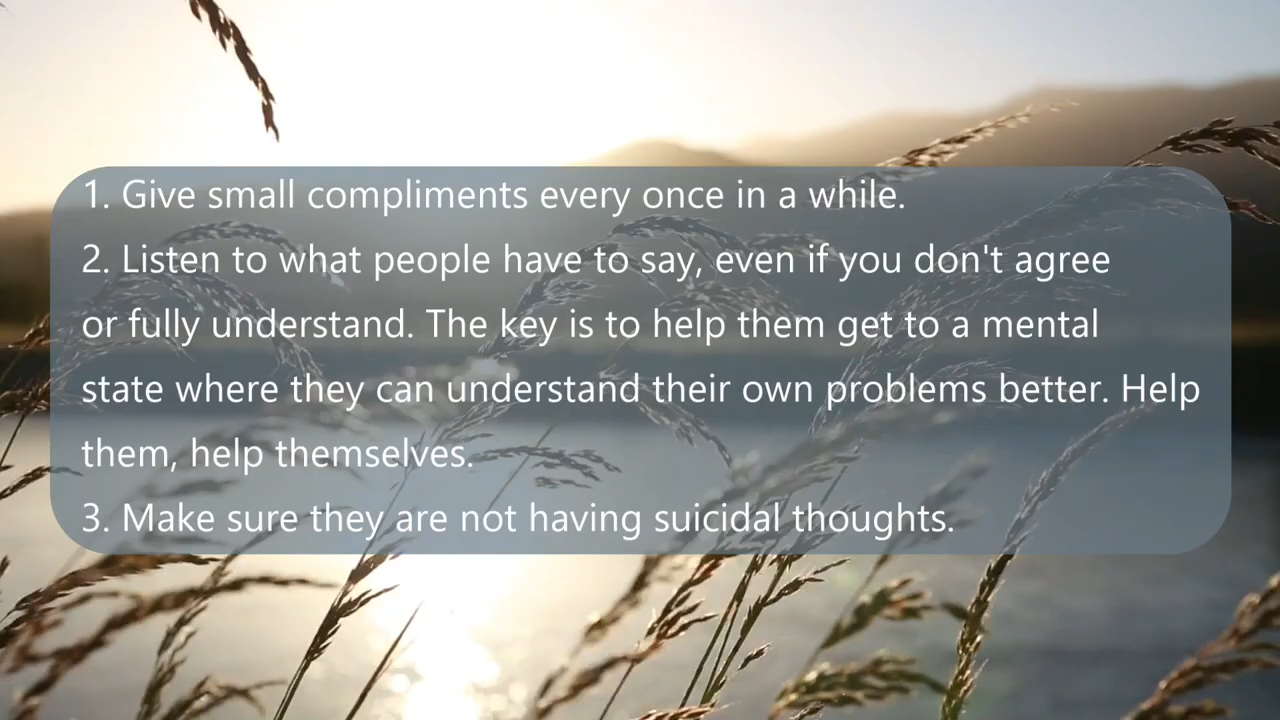 1. Give small compliments every once in a while.
2. Listen to what people have to say, even if you don't agree
or fully understand. The key is to help them get to a mental
state where they can understand their own problems better. Help
them, help themselves.
3. Make sure they are not having suicidal thoughts.